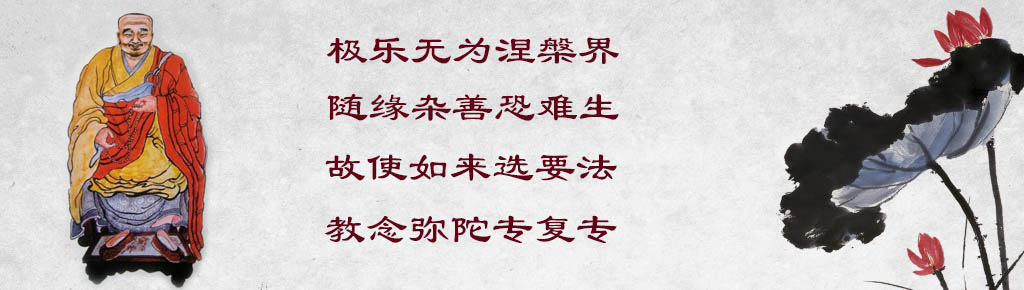 极乐无为涅槃界
随缘杂善恐难生
故使如来选要法
教念弥陀专复专